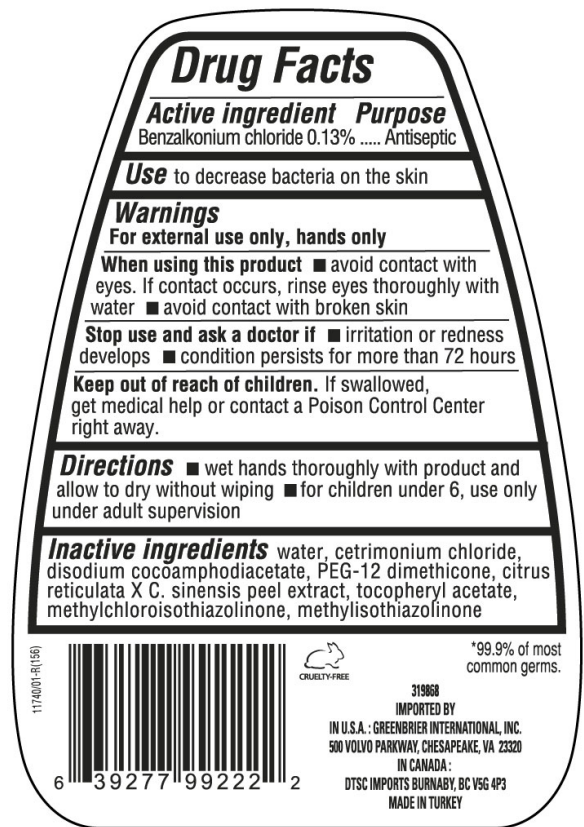 Drug Facts
Active ingredient Purpose
Benzalkonium chloride 0.13% ..... Antiseptic
Use to decrease bacteria on the skin
Warnings
For external use only, hands only
When using this product ■ avoid contact with
eyes. If contact occurs, rinse eyes thoroughly with
water ■ avoid contact with broken skin
Stop use and ask a doctor if ■ irritation or redness
develops ■ condition persists for more than 72 hours
Keep out of reach of children. If swallowed,
get medical help or contact a Poison Control Center
right away.
Directions ■ wet hands thoroughly with product and
allow to dry without wiping ■ for children under 6, use only
under adult supervision
Inactive ingredients water, cetrimonium chloride,
disodium cocoamphodiacetate, PEG-12 dimethicone, citrus
reticulata X C. sinensis peel extract, tocopheryl acetate,
methylchloroisothiazolinone, methylisothiazolinone
11740/01-R(156)
6 39277 99222 2
CRUELTY-FREE
*99.9% of most
common germs.
319868
IMPORTED BY
IN U.S.A. : GREENBRIER INTERNATIONAL, INC.
500 VOLVO PARKWAY, CHESAPEAKE, VA 23320
IN CANADA :
DTSC IMPORTS BURNABY, BC V5G 4P3
MADE IN TURKEY